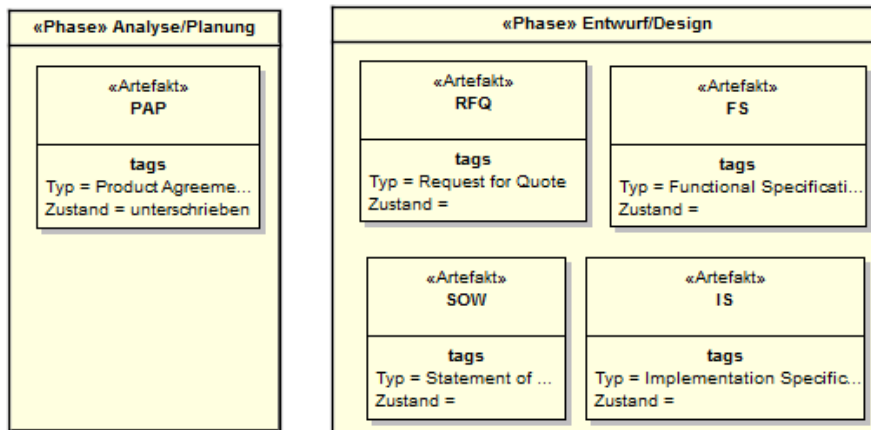 «Phase» Analyse/Planung
«Artefakt»
PAP
tags
Typ = Product Agreeme...
Zustand = unterschrieben
«Phase» Entwurf/Design
«Artefakt»
RFQ
tags
Typ = Request for Quote
Zustand =
«Artefakt»
FS
tags
Typ = Functional Specificati...
Zustand =
«Artefakt»
SOW
tags
Typ = Statement of ...
Zustand =
«Artefakt»
IS
tags
Typ = Implementation Specific...
Zustand =